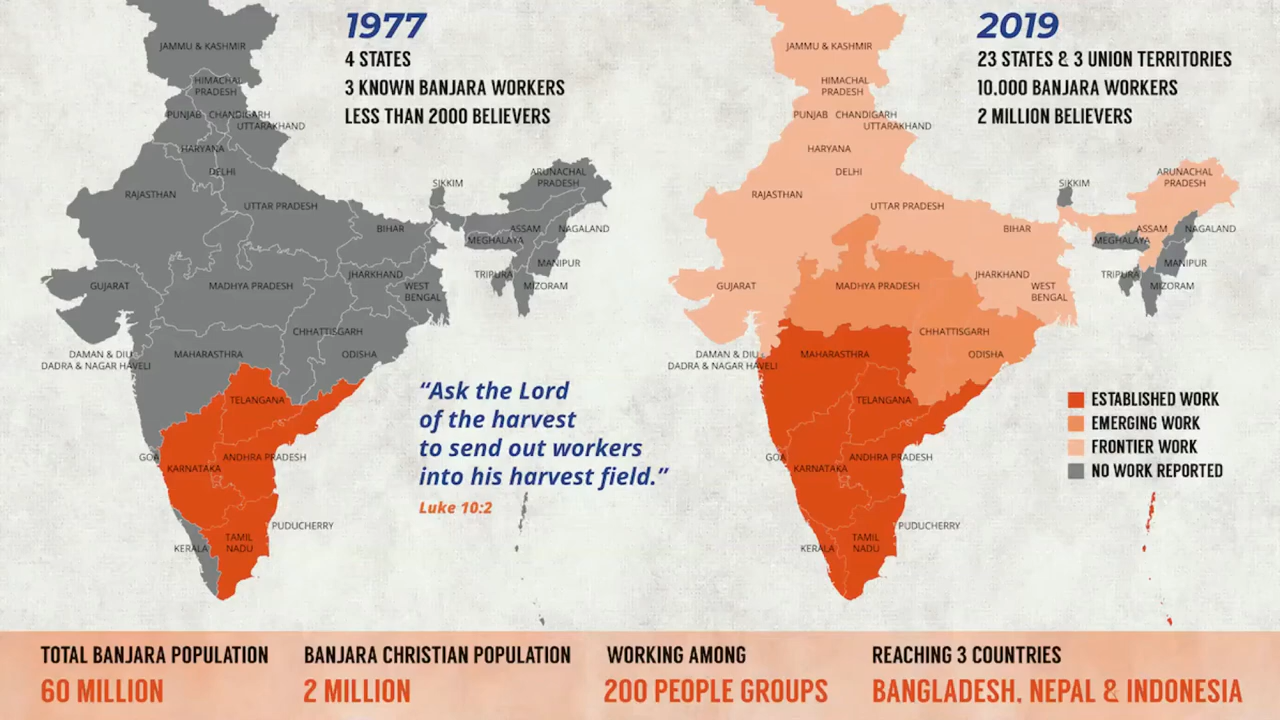 1977
4 STATES
3 KNOWN BANJARA WORKERS
LESS THAN 2000 BELIEVERS
JAMMU & KASHMIR
HIMACHAL
PRADESH
PUNJAB CHANDIGARH
UTTARAKHAND
HARYANA
DELHI
RAJASTHAN
UTTAR PRADESH
SIKKIM
ARUNACHAL
PRADESH
BIHAR
ASSAM NAGALAND
MEGHALAYA
MANIPUR
GUJARAT
MADHYA PRADESH
JHARKHAND
WEST
BENGAL
TRIPURA
MIZORAM
CHHATTISGARH
DAMAN & DIU
DADRA & NAGAR HAVELI
MAHARASTHRA
ODISHA
TELANGANA
GOA
KARNATAKA
ANDHRA PRADESH
PUDUCHERRY
KERALA
TAMIL
NADU
“Ask the Lord
of the harvest
to send out workers
into his harvest field.”
Luke 10:2
2019
23 STATES & 3 UNION TERRITORIES
10.000 BANJARA WORKERS
2 MILLION BELIEVERS
JAMMU & KASHMIR
HIMACHAL
PRADESH
PUNJAB CHANDIGARH
UTTARAKHAND
HARYANA
DELHI
RAJASTHAN
UTTAR PRADESH
SIKKIM
ARUNACHAL
PRADESH
BIHAR
ASSAM NAGALAND
MEGHALAYA
MANIPUR
GUJARAT
MADHYA PRADESH
JHARKHAND
WEST
BENGAL
TRIPURA
MIZORAM
CHHATTISGARH
DAMAN & DIU
DADRA & NAGAR HAVELI
MAHARASTHRA
ODISHA
TELANGANA
GOA
KARNATAKA
ANDHRA PRADESH
PUDUCHERRY
KERALA
TAMIL
NADU
ESTABLISHED WORK
EMERGING WORK
FRONTIER WORK
NO WORK REPORTED
TOTAL BANJARA POPULATION
60 MILLION
BANJARA CHRISTIAN POPULATION
2 MILLION
WORKING AMONG
200 PEOPLE GROUPS
REACHING 3 COUNTRIES
BANGLADESH, NEPAL & INDONESIA